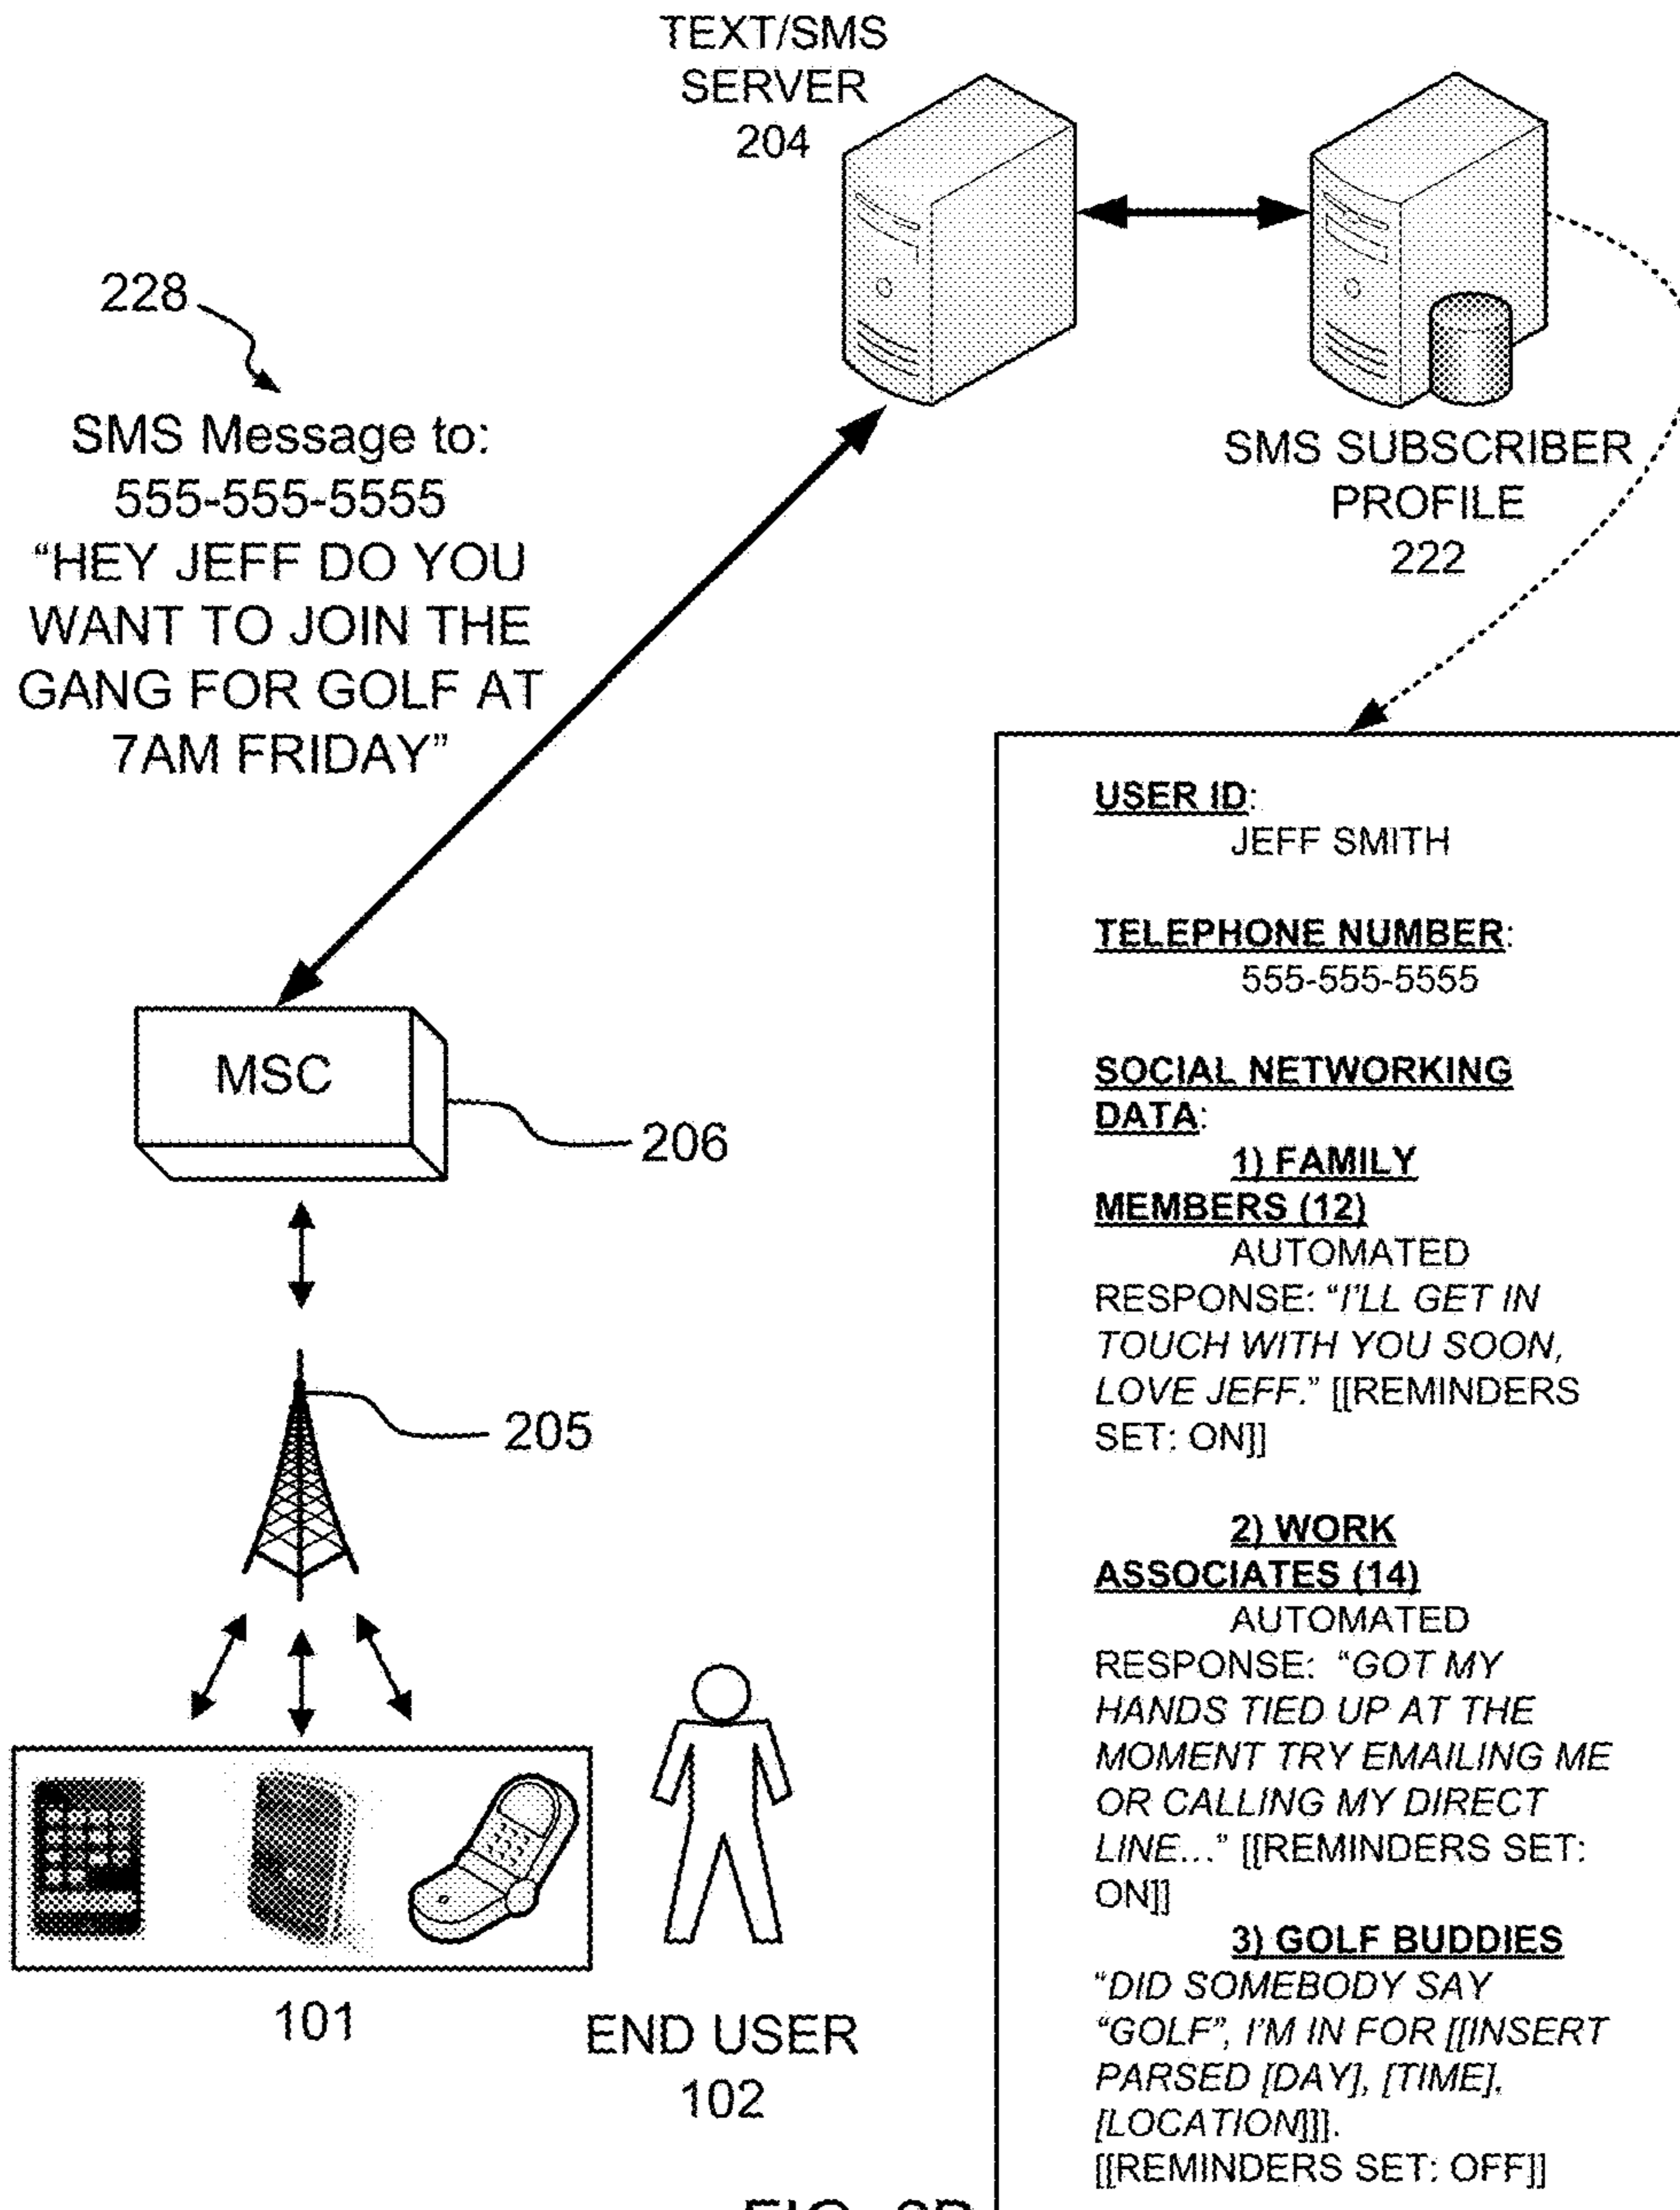 TEXT/SMS
SERVER
204
228
SMS Message to:
555-555-5555
“HEY JEFF DO YOU
WANT TO JOIN THE
GANG FOR GOLF AT
7AM FRIDAY”
SMS SUBSCRIBER
PROFILE
222
MSC
206
205
101
END USER
102
USER ID:
JEFF SMITH
TELEPHONE NUMBER:
555-555-5555
SOCIAL NETWORKING
DATA:
1) FAMILY
MEMBERS (12)
AUTOMATED
RESPONSE: “I’LL GET IN
TOUCH WITH YOU SOON,
LOVE JEFF.” [[REMINDERS
SET: ON]]
2) WORK
ASSOCIATES (14)
AUTOMATED
RESPONSE: “GOT MY
HANDS TIED UP AT THE
MOMENT TRY EMAILING ME
OR CALLING MY DIRECT
LINE...” [[REMINDERS SET:
ON]]
3) GOLF BUDDIES
“DID SOMEBODY SAY
“GOLF”, I’M IN FOR [[INSERT
PARSED [DAY], [TIME],
[LOCATION]]].
[[REMINDERS SET: OFF]]